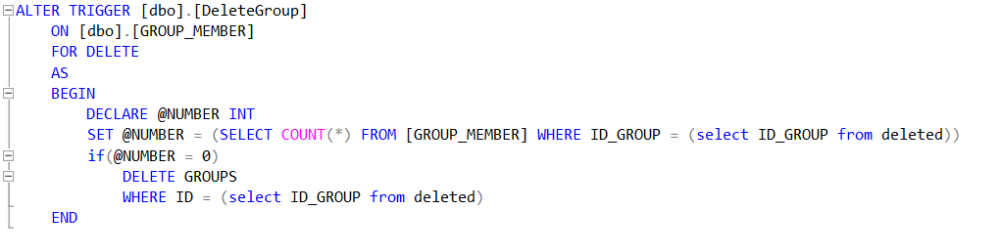 ALTER TRIGGER [dbo].[DeleteGroup]
ON [dbo].[GROUP_MEMBER]
FOR DELETE
AS
BEGIN
DECLARE @NUMBER INT
SET @NUMBER = (SELECT COUNT(*) FROM [GROUP_MEMBER] WHERE ID_GROUP = (select ID_GROUP from deleted))
if(@NUMBER = 0)
DELETE GROUPS
WHERE ID = (select ID_GROUP from deleted)
END